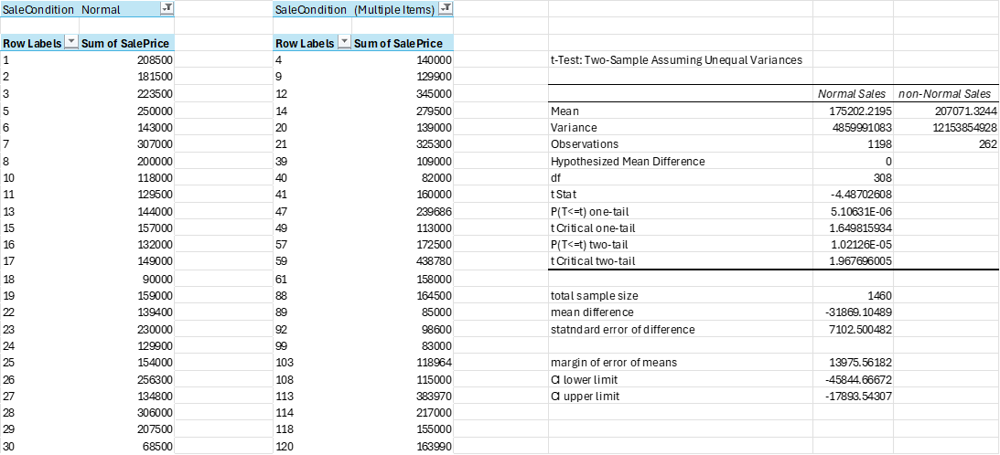 SaleCondition Normal SaleCondition (Multiple Items)
Row Labels Sum of SalePrice Row Labels Sum of SalePrice
1 208500 4 140000 t-Test: Two-Sample Assuming Unequal Variances
2 181500 9 129900
3 223500 12 345000 Normal Sales non-Normal Sales
5 250000 14 279500 Mean 175202.2195 207071.3244
6 143000 20 139000 Variance 4859991083 12153854928
7 307000 21 325300 Observations 1198 262
8 200000 39 109000 Hypothesized Mean Difference 0
10 118000 40 82000 df 308
11 129500 41 160000 t Stat -4.48702608
13 144000 47 239686 P(T<=t) one-tail 5.10631E-06
15 157000 49 113000 t Critical one-tail 1.649815934
16 132000 57 172500 P(T<=t) two-tail 1.02126E-05
17 149000 59 438780 t Critical two-tail 1.967696005
18 90000 61 158000
19 159000 88 164500 total sample size 1460
22 139400 89 85000 mean difference -31869.10489
23 230000 92 98600 statndard error of difference 7102.500482
24 129900 99 83000
25 154000 103 118964 margin of error of means 13975.56182
26 256300 108 115000 CI lower limit -45844.66672
27 134800 113 383970 CI upper limit -17893.54307
28 306000 114 217000
29 207500 118 155000
30 68500 120 163990